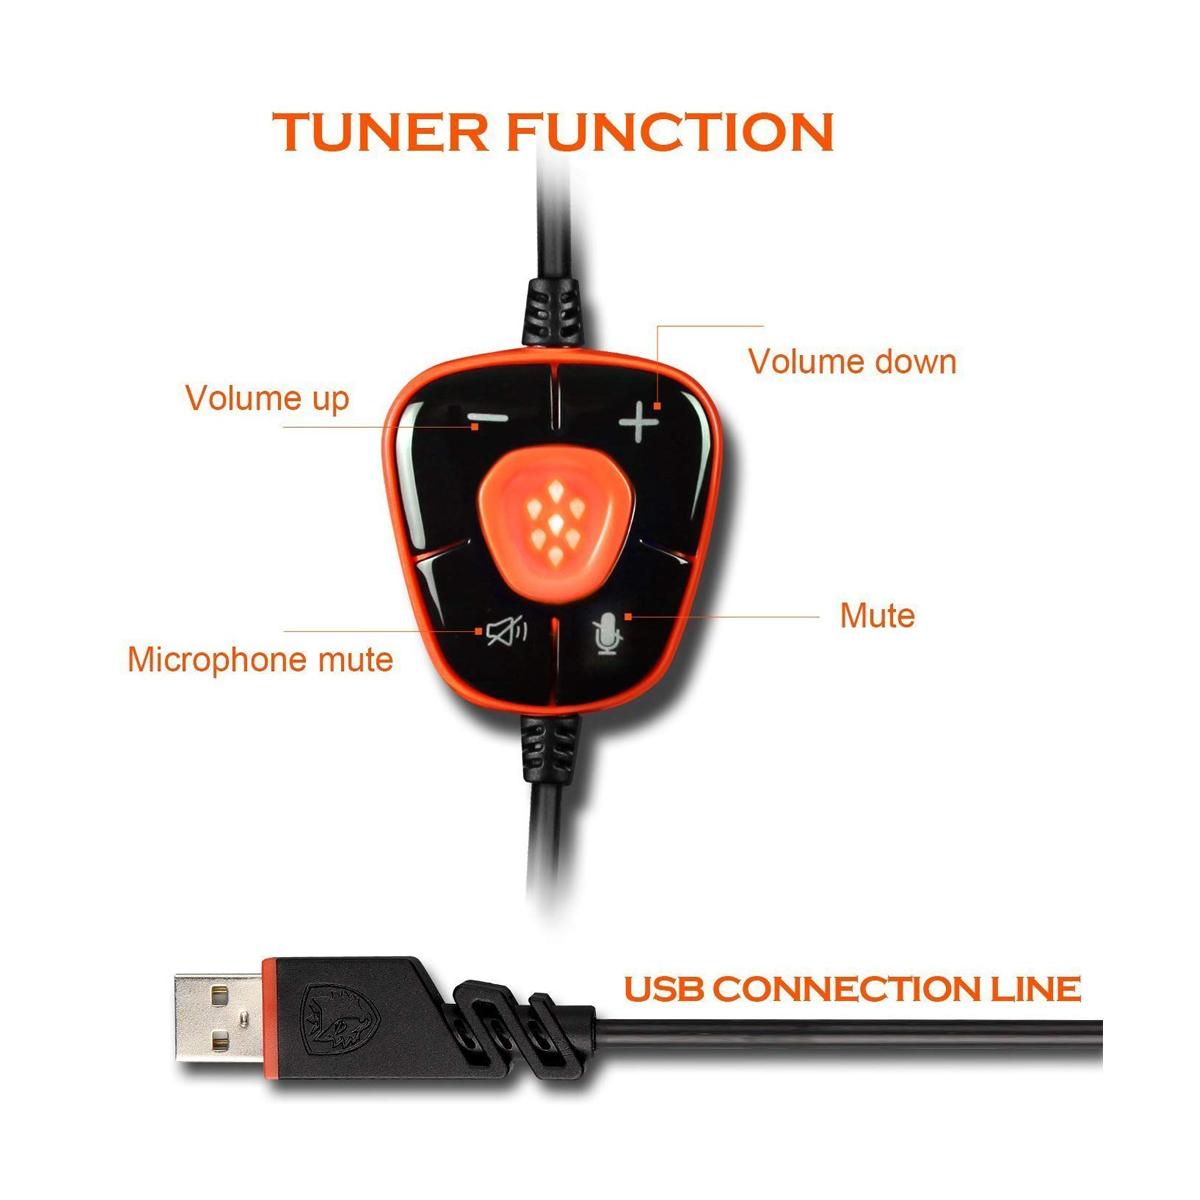 TUNER FUNCTION
Volume down
Volume up
Mute
Microphone mute
USB CONNECTION LINE